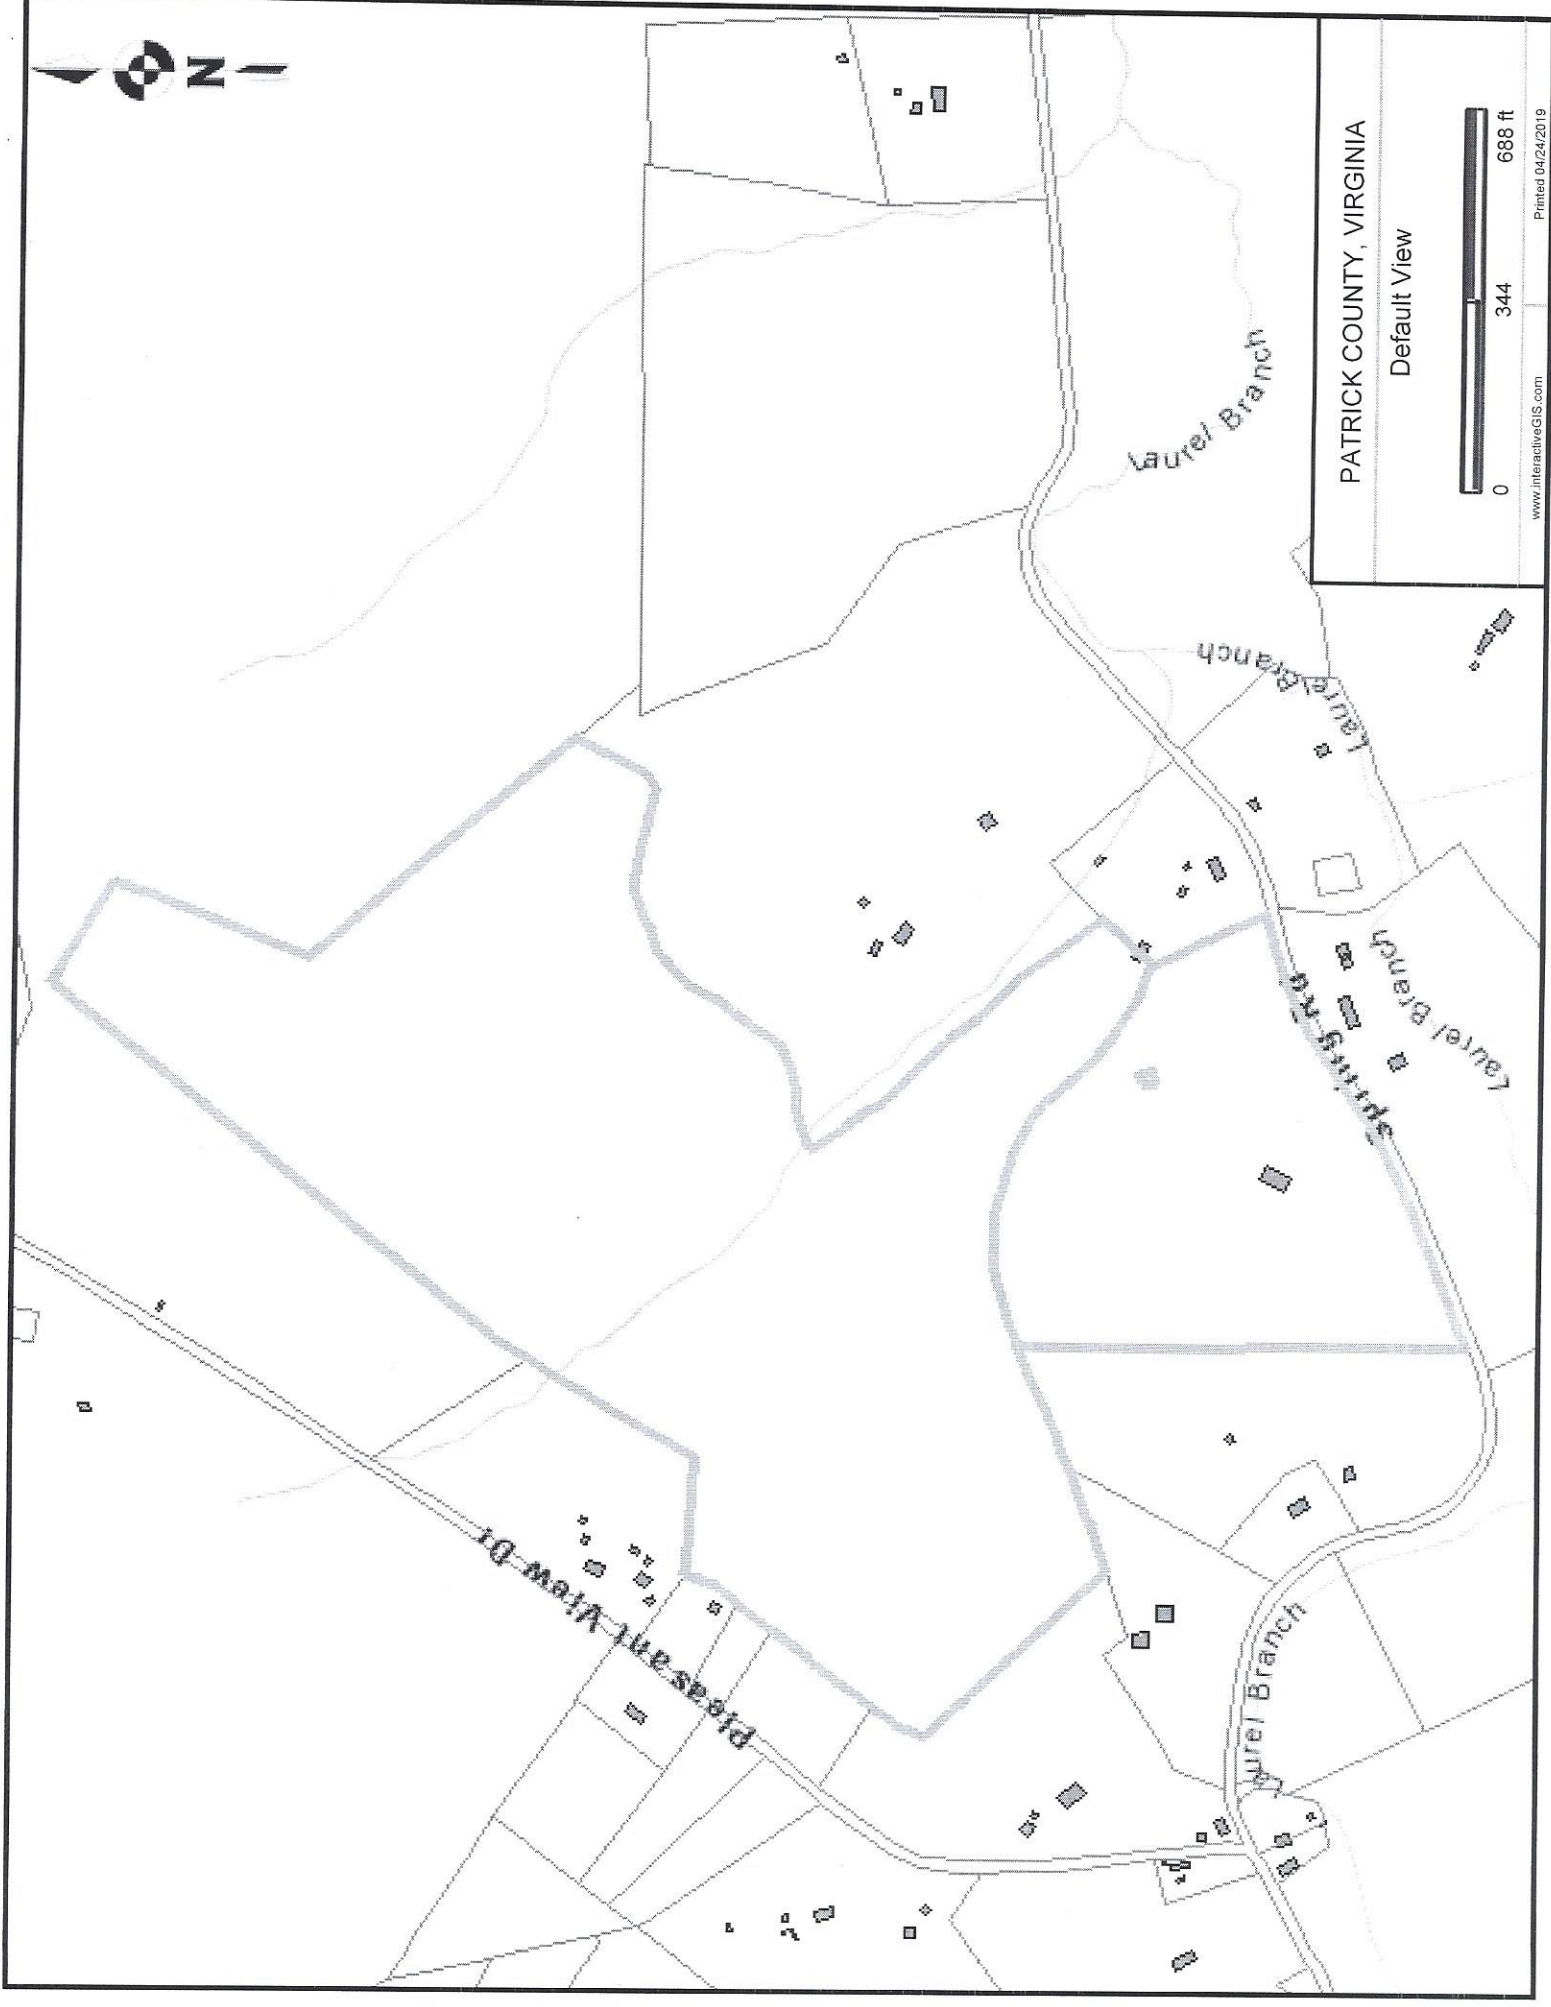 N
Pleasant View Dr
Spring Rd
Laurel Branch
Laurel Branch
Laurel Branch
urel Branch
PATRICK COUNTY, VIRGINIA
Default View
0 344 688 ft
www.interactiveGIS.com Printed 04/24/2019